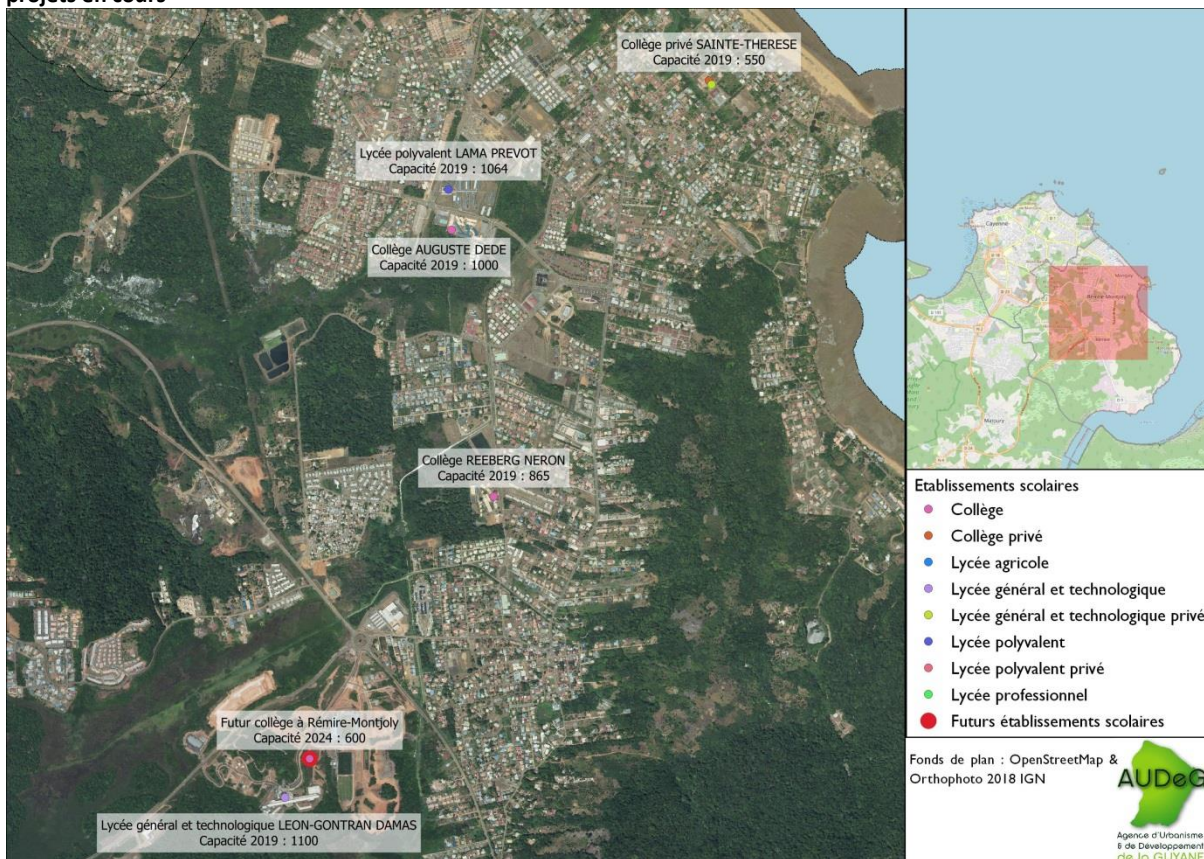 projets en cours
Collège privé SAINTE-THERESE
Capacité 2019 : 550
Lycée polyvalent LAMA PREVOT
Capacité 2019 : 1064
Collège AUGUSTE DEDE
Capacité 2019 : 1000
Collège REEBERG NERON
Capacité 2019 : 865
Futur collège à Rémire-Montjoly
Capacité 2024 : 600
Lycée général et technologique LEON-GONTRAN DAMAS
Capacité 2019 : 1100
Cayenne
Matoury
Etablissements scolaires
Collège
Collège privé
Lycée agricole
Lycée général et technologique
Lycée général et technologique privé
Lycée polyvalent
Lycée polyvalent privé
Lycée professionnel
Futurs établissements scolaires
Fonds de plan : OpenStreetMap &
Orthophoto 2018 IGN
AUDeG
Agence d'Urbanisme
& de Développement
de la GUYANE